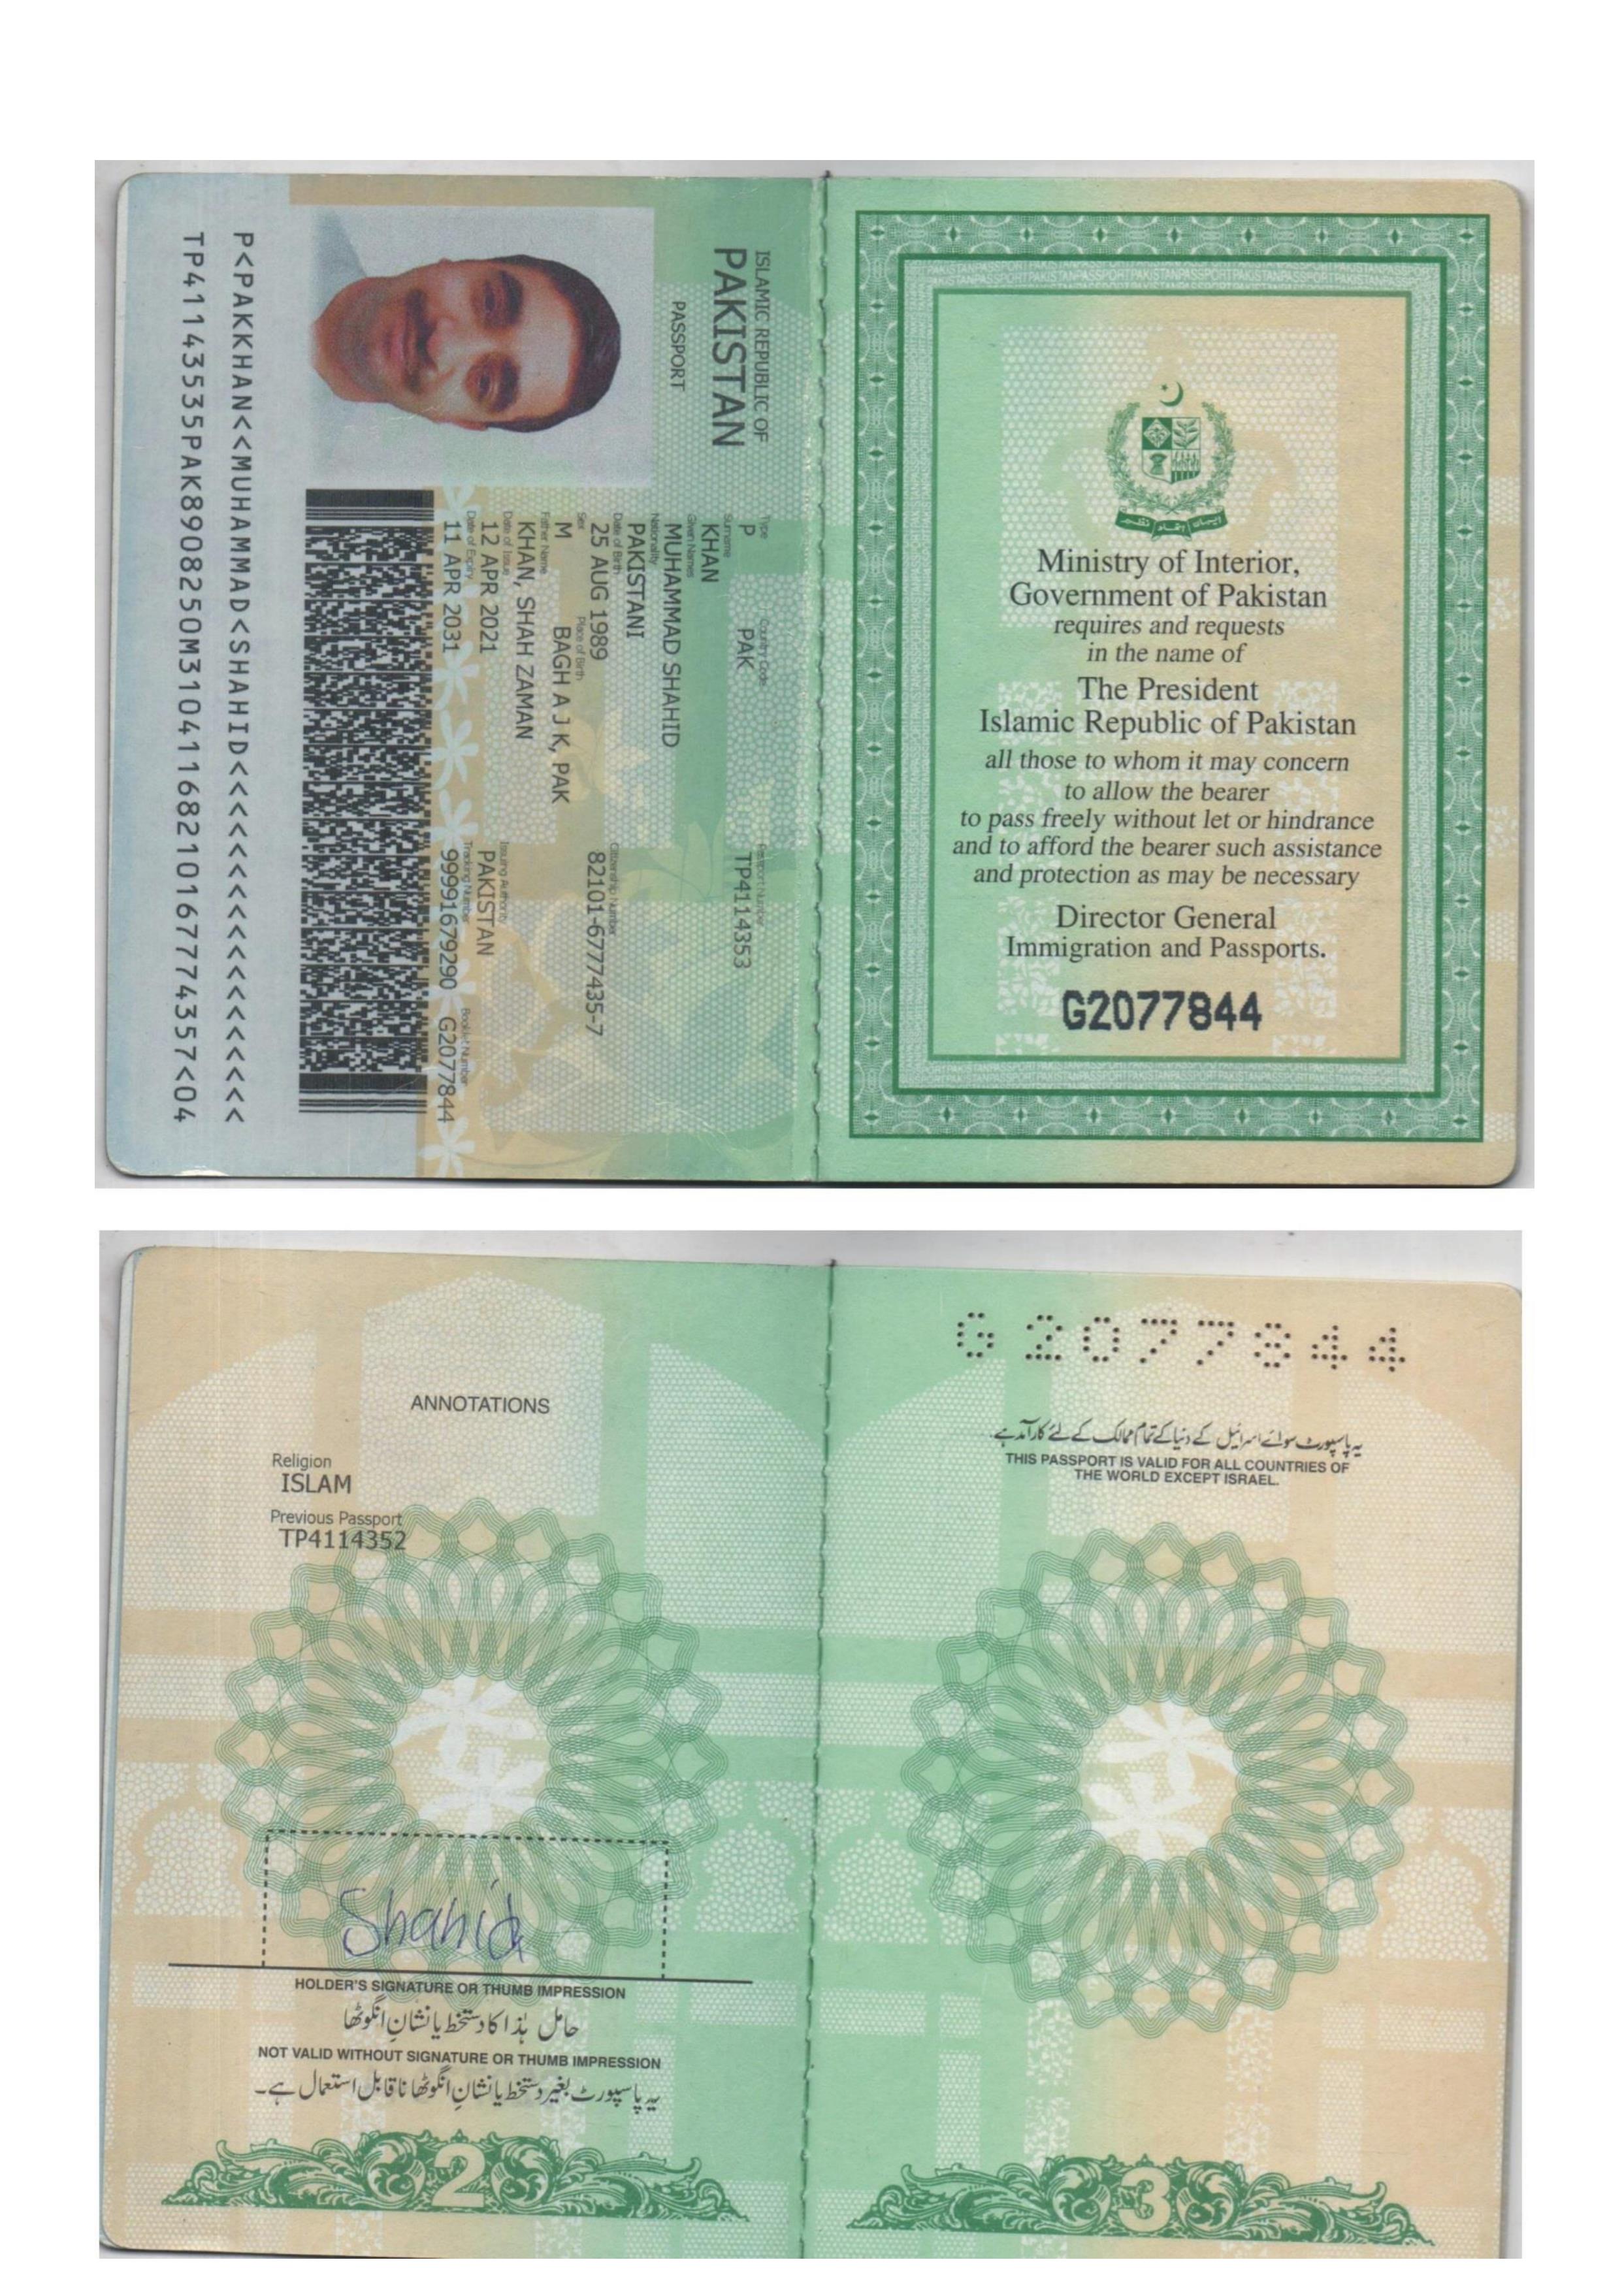 ISLAMIC REPUBLIC OF
PAKISTAN
PASSPORT
Type
P
Country Code
PAK
Passport Number
TP4114353
Surname
KHAN
Given Names
MUHAMMAD SHAHID
Nationality
PAKISTANI
Date of Birth
25 AUG 1989
Citizenship Number
82101-6777435-7
Sex
M
Place of Birth
BAGH A J K, PAK
Father Name
KHAN, SHAH ZAMAN
Date of Issue
12 APR 2021
Issuing Authority
PAKISTAN
Date of Expiry
11 APR 2031
Tracking Number
99991679290
Booklet Number
G2077844
P<PAKKHAN<<MUHAMMAD<SHAHID<<<<<<<<<<<<<<<<<<
TP41143535PAK8908250M31041168210167774357<04
Ministry of Interior,
Government of Pakistan
requires and requests
in the name of
The President
Islamic Republic of Pakistan
all those to whom it may concern
to allow the bearer
to pass freely without let or hindrance
and to afford the bearer such assistance
and protection as may be necessary
Director General
Immigration and Passports.
G2077844
ANNOTATIONS
Religion
ISLAM
Previous Passport
TP4114352
Shahid
HOLDER'S SIGNATURE OR THUMB IMPRESSION
حامل ہٰذا کا دستخط یا نشانِ انگوٹھا
NOT VALID WITHOUT SIGNATURE OR THUMB IMPRESSION
یہ پاسپورٹ بغیر دستخط یا نشانِ انگوٹھا ناقابل استعمال ہے۔
2
G2077844
یہ پاسپورٹ سوائے اسرائیل کے دنیا کے تمام ممالک کے لئے کارآمد ہے
THIS PASSPORT IS VALID FOR ALL COUNTRIES OF
THE WORLD EXCEPT ISRAEL.
3